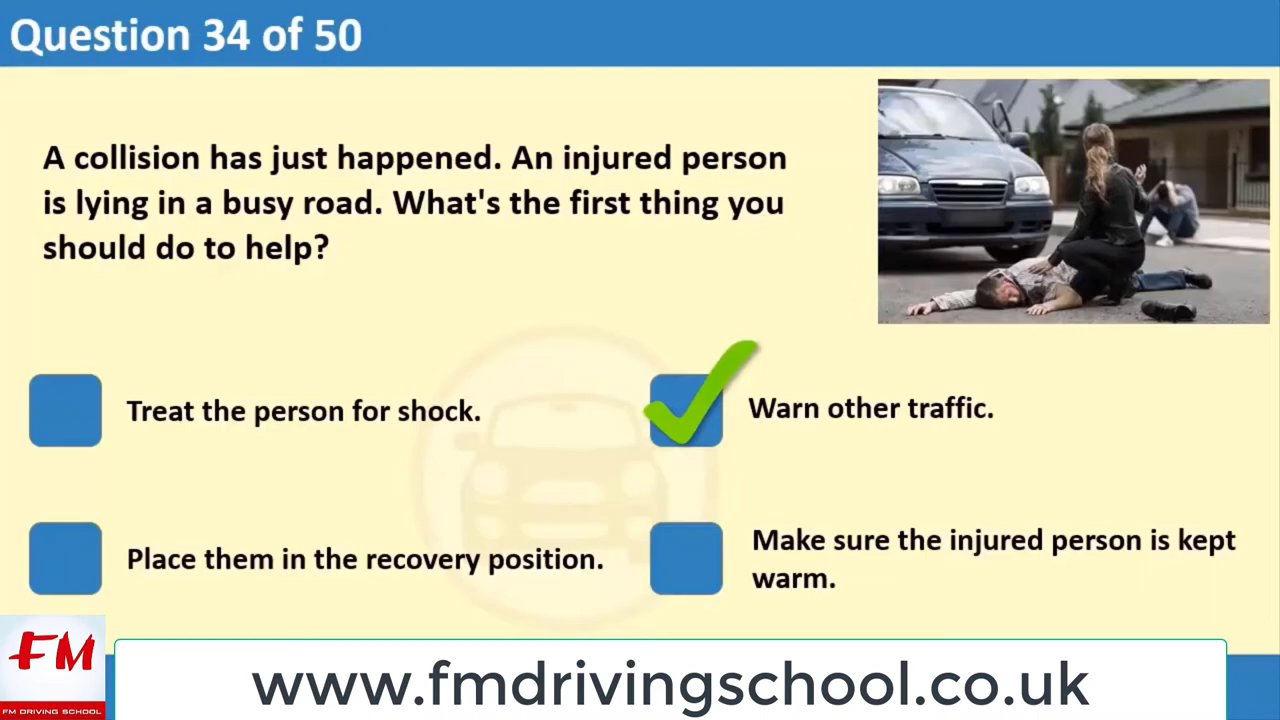 Question 34 of 50
A collision has just happened. An injured person
is lying in a busy road. What's the first thing you
should do to help?
Treat the person for shock.
Warn other traffic.
Place them in the recovery position.
Make sure the injured person is kept
warm.
FM
FM DRIVING SCHOOL
www.fmdrivingschool.co.uk